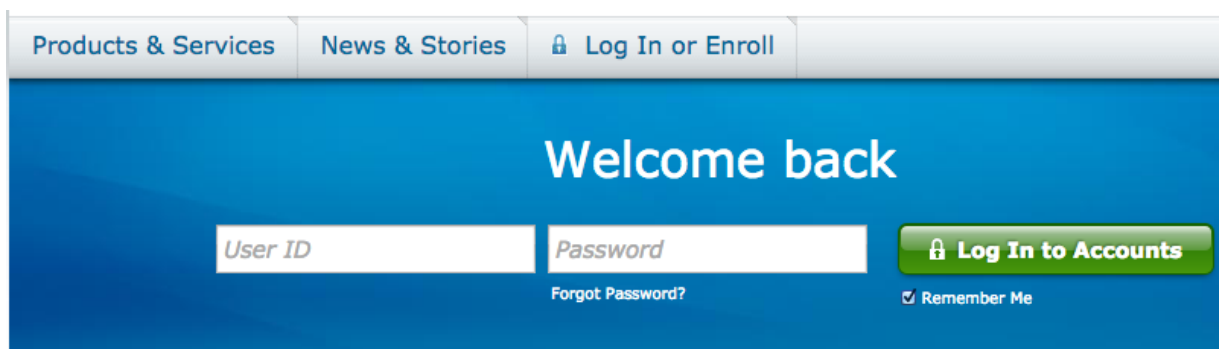 Products & Services
News & Stories
Log In or Enroll
Welcome back
User ID
Password
Log In to Accounts
Forgot Password?
Remember Me